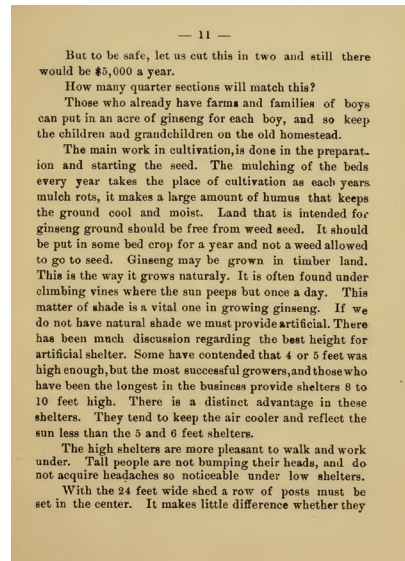 — 11 —
But to be safe, let us cut this in two and still there
would be $5,000 a year.
How many quarter sections will match this?
Those who already have farms and families of boys
can put in an acre of ginseng for each boy, and so keep
the children and grandchildren on the old homestead.
The main work in cultivation,is done in the preparat-
ion and starting the seed. The mulching of the beds
every year takes the place of cultivation as each years
mulch rots, it makes a large amount of humus that keeps
the ground cool and moist. Land that is intended for
ginseng ground should be free from weed seed. It should
be put in some bed crop for a year and not a weed allowed
to go to seed. Ginseng may be grown in timber land.
This is the way it grows naturaly. It is often found under
climbing vines where the sun peeps but once a day. This
matter of shade is a vital one in growing ginseng. If we
do not have natural shade we must provide artificial. There
has been much discussion regarding the best height for
artificial shelter. Some have contended that 4 or 5 feet was
high enough,but the most successful growers,and those who
have been the longest in the business provide shelters 8 to
10 feet high. There is a distinct advantage in these
shelters. They tend to keep the air cooler and reflect the
sun less than the 5 and 6 feet shelters.
The high shelters are more pleasant to walk and work
under. Tall people are not bumping their heads, and do
not acquire headaches so noticeable under low shelters.
With the 24 feet wide shed a row of posts must be
set in the center. It makes little difference whether they